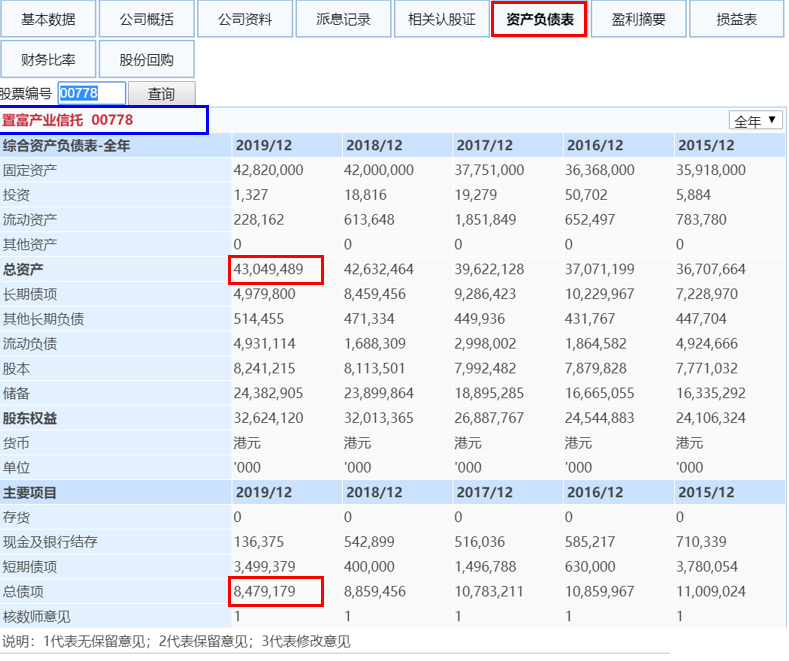 基本数据 公司概括 公司资料 派息记录 相关认股证 资产负债表 盈利摘要 损益表
财务比率 股份回购
股票编号 00778 查询
置富产业信托 00778 全年
综合资产负债表-全年 2019/12 2018/12 2017/12 2016/12 2015/12
固定资产 42,820,000 42,000,000 37,751,000 36,368,000 35,918,000
投资 1,327 18,816 19,279 50,702 5,884
流动资产 228,162 613,648 1,851,849 652,497 783,780
其他资产 0 0 0 0 0
总资产 43,049,489 42,632,464 39,622,128 37,071,199 36,707,664
长期债项 4,979,800 8,459,456 9,286,423 10,229,967 7,228,970
其他长期负债 514,455 471,334 449,936 431,767 447,704
流动负债 4,931,114 1,688,309 2,998,002 1,864,582 4,924,666
股本 8,241,215 8,113,501 7,992,482 7,879,828 7,771,032
储备 24,382,905 23,899,864 18,895,285 16,665,055 16,335,292
股东权益 32,624,120 32,013,365 26,887,767 24,544,883 24,106,324
货币 港元 港元 港元 港元 港元
单位 '000 '000 '000 '000 '000
主要项目 2019/12 2018/12 2017/12 2016/12 2015/12
存货 0 0 0 0 0
现金及银行结存 136,375 542,899 516,036 585,217 710,339
短期债项 3,499,379 400,000 1,496,788 630,000 3,780,054
总债项 8,479,179 8,859,456 10,783,211 10,859,967 11,009,024
核数师意见 1 1 1 1 1
说明：1代表无保留意见；2代表保留意见；3代表修改意见